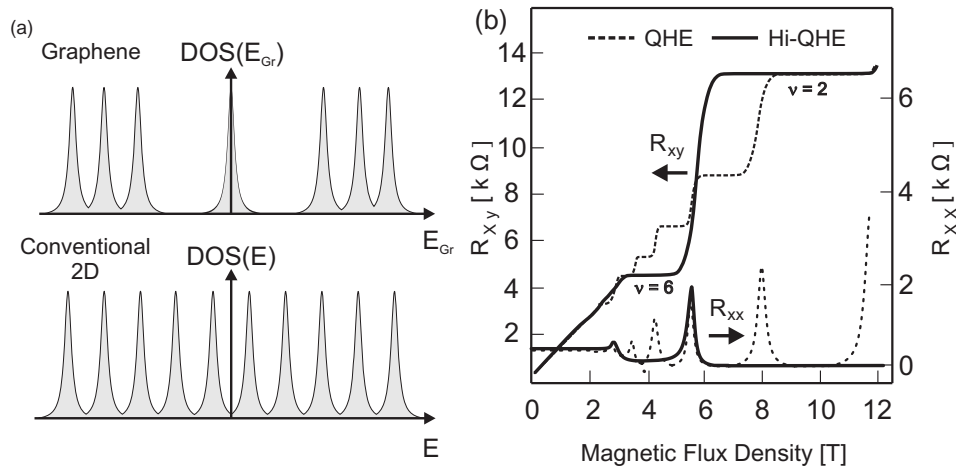 (a)
Graphene
DOS(E_Gr)
E_Gr
Conventional
2D
DOS(E)
E
(b)
QHE
Hi-QHE
14
12
10
8
6
4
2
R_Xy [k Ω]
6
4
2
0
R_XX [k Ω]
ν = 2
R_xy
ν = 6
R_xx
0 2 4 6 8 10 12
Magnetic Flux Density [T]